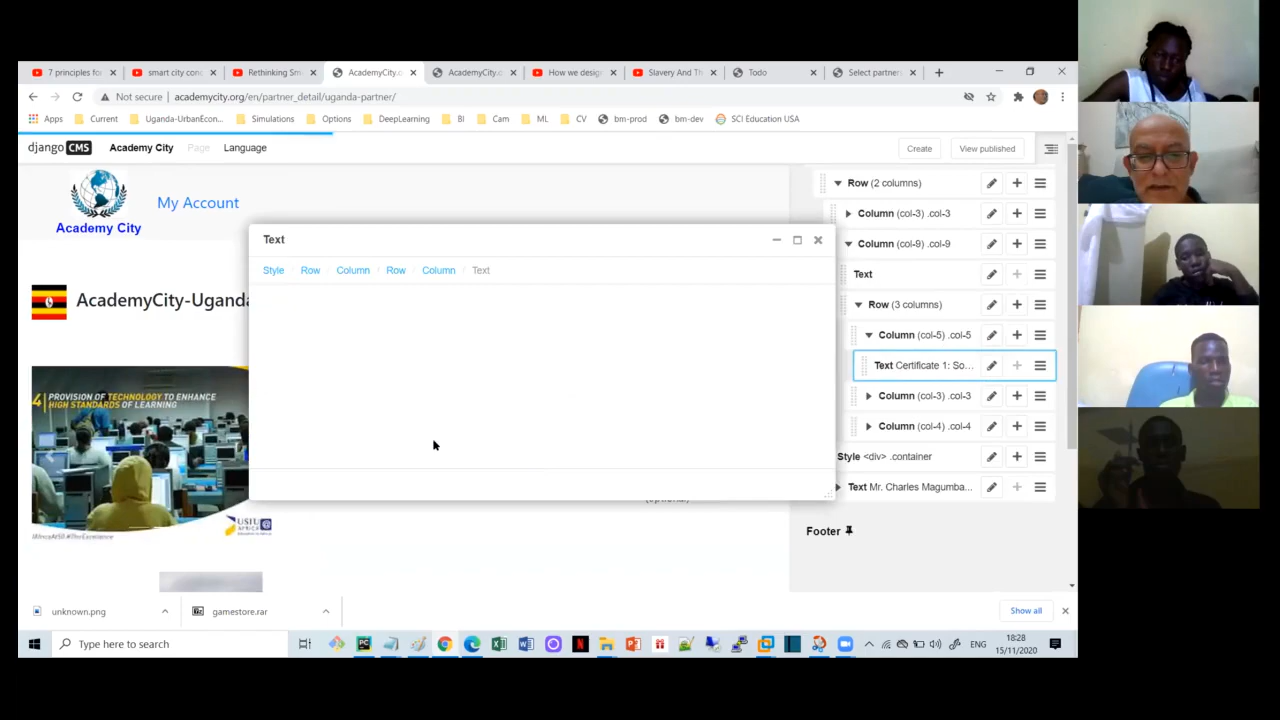 7 principles fo
smart city conc
Rethinking Sm
AcademyCity.o
AcademyCity.o
How we design
Slavery And Th
Todo
Select partner
Not secure | academycity.org/en/partner_detail/uganda-partner/
Apps
Current
Uganda-UrbanEcon...
Simulations
Options
DeepLearning
BI
Cam
ML
CV
bm-prod
bm-dev
SCI Education USA
django CMS
Academy City
Page
Language
Create
View published
My Account
Academy City
AcademyCity-Uganda
4| PROVISION OF TECHNOLOGY TO ENHANCE
HIGH STANDARDS OF LEARNING
USIU
AFRICA
Text
Style / Row / Column / Row / Column / Text
Row (2 columns)
Column (col-3) .col-3
Column (col-9) .col-9
Text
Row (3 columns)
Column (col-5) .col-5
Text Certificate 1: So...
Column (col-3) .col-3
Column (col-4) .col-4
Style <div> .container
Text Mr. Charles Magumba...
Footer
unknown.png
gamestore.rar
Show all
Type here to search
ENG
18:28
15/11/2020